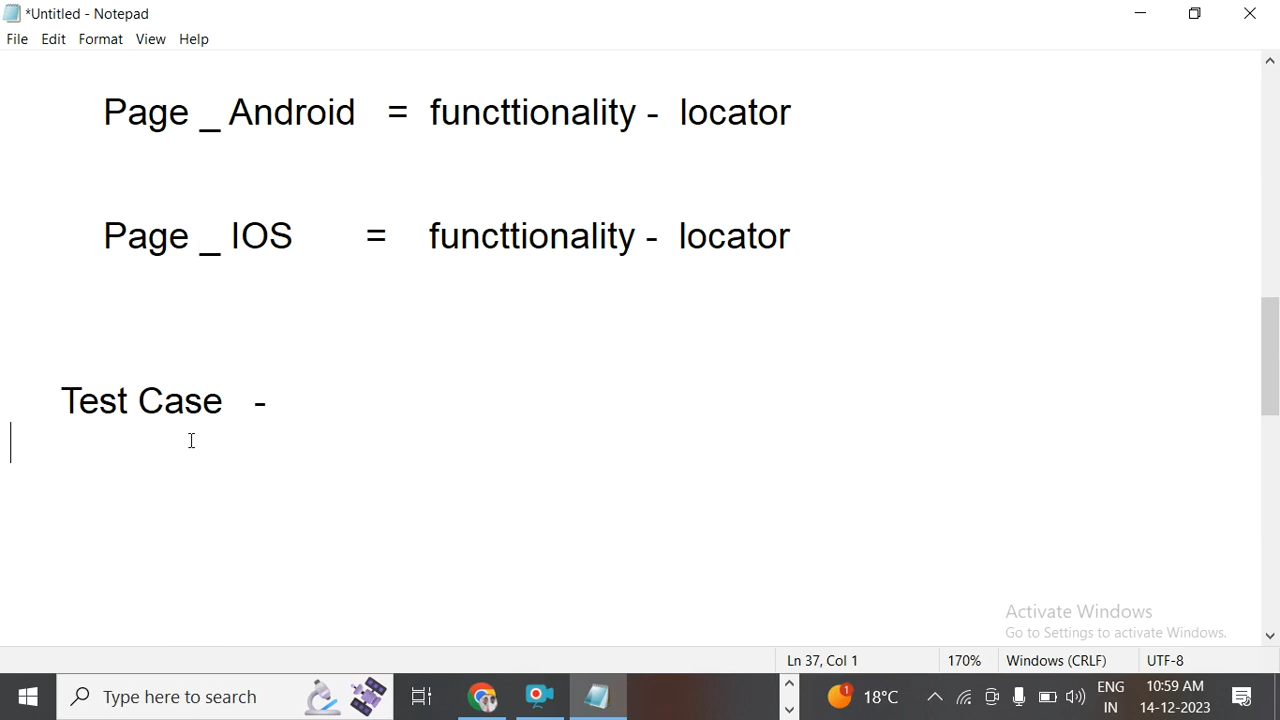 *Untitled - Notepad
File Edit Format View Help
Page _ Android = functtionality - locator
Page _ IOS = functtionality - locator
Test Case -
Activate Windows
Go to Settings to activate Windows.
Ln 37, Col 1 170% Windows (CRLF) UTF-8
Type here to search 1 18°C ENG 10:59 AM
IN 14-12-2023